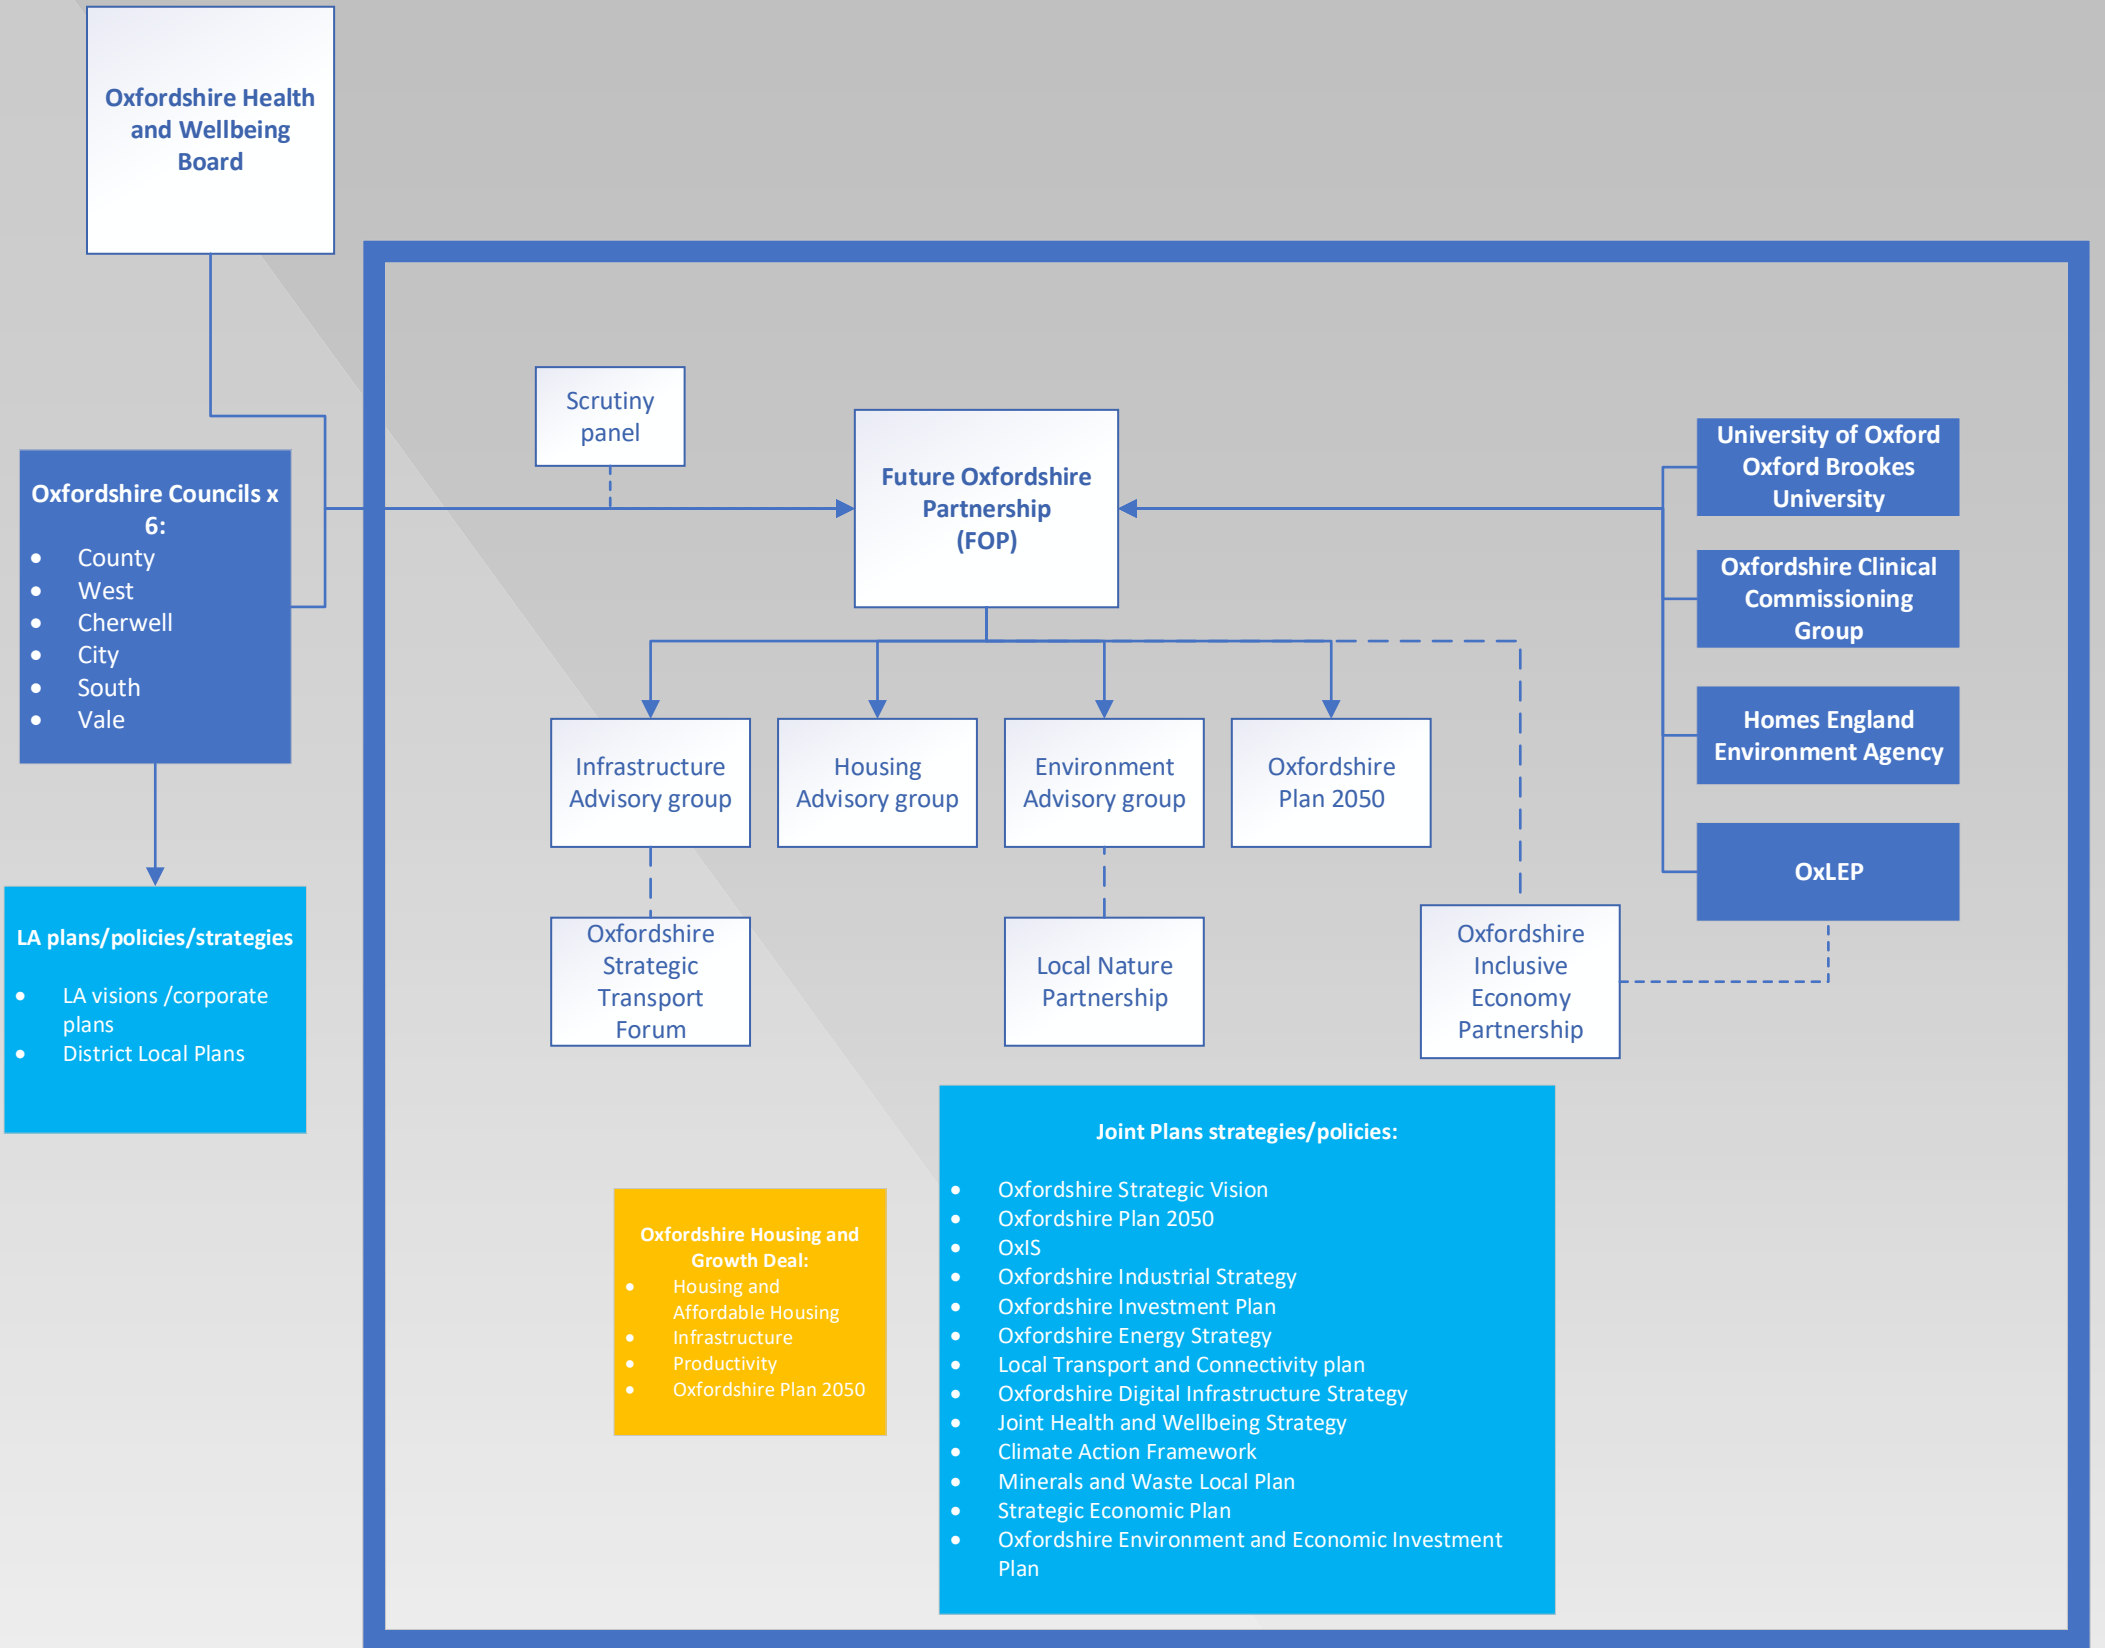 Oxfordshire Health
and Wellbeing
Board
Scrutiny
panel
Future Oxfordshire
Partnership
(FOP)
University of Oxford
Oxford Brookes
University
Oxfordshire Clinical
Commissioning
Group
Homes England
Environment Agency
OxLEP
Oxfordshire Councils x
6:
• County
• West
• Cherwell
• City
• South
• Vale
Infrastructure
Advisory group
Housing
Advisory group
Environment
Advisory group
Oxfordshire
Plan 2050
LA plans/policies/strategies
• LA visions /corporate
plans
• District Local Plans
Oxfordshire
Strategic
Transport
Forum
Local Nature
Partnership
Oxfordshire
Inclusive
Economy
Partnership
Oxfordshire Housing and
Growth Deal:
• Housing and
Affordable Housing
• Infrastructure
• Productivity
• Oxfordshire Plan 2050
Joint Plans strategies/policies:
• Oxfordshire Strategic Vision
• Oxfordshire Plan 2050
• OxIS
• Oxfordshire Industrial Strategy
• Oxfordshire Investment Plan
• Oxfordshire Energy Strategy
• Local Transport and Connectivity plan
• Oxfordshire Digital Infrastructure Strategy
• Joint Health and Wellbeing Strategy
• Climate Action Framework
• Minerals and Waste Local Plan
• Strategic Economic Plan
• Oxfordshire Environment and Economic Investment
Plan